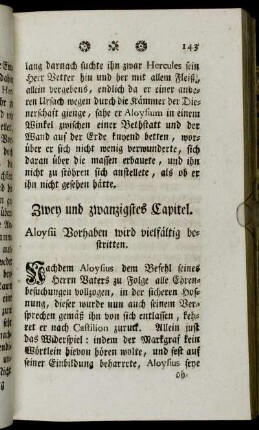 143
lang darnach suchte ihn zwar Hercules sein
Herr Vetter hin und her mit allem Fleiß,
allein vergebens, endlich da er einer ande-
ren Ursach wegen durch die Kämmer der Die-
nerschaft gienge, sahe er Aloysium in einem
Winkel zwischen einer Bethstatt und der
Wand auf der Erde knyend betten, wor-
über er sich nicht wenig verwunderte, sich
daran über die massen erbauete, und ihn
nicht zu stöhren sich anstellete, als ob er
ihn nicht gesehen hätte.
Zwey und zwanzigstes Capitel.
Aloysii Vorhaben wird vielfältig be-
stritten.
Nachdem Aloysius dem Befehl seines
Herrn Vaters zu Folge alle Ehren-
besuchungen vollzogen, in der sicheren Hof-
nung, dieser wurde nun auch seinem Ver-
sprechen gemäß ihn von sich entlassen, keh-
ret er nach Castilion zuruck. Allein just
das Widerspiel: indem der Markgraf kein
Wörtlein hievon hören wolte, und fest auf
seiner Einbildung beharrete, Aloysius seye
ob-